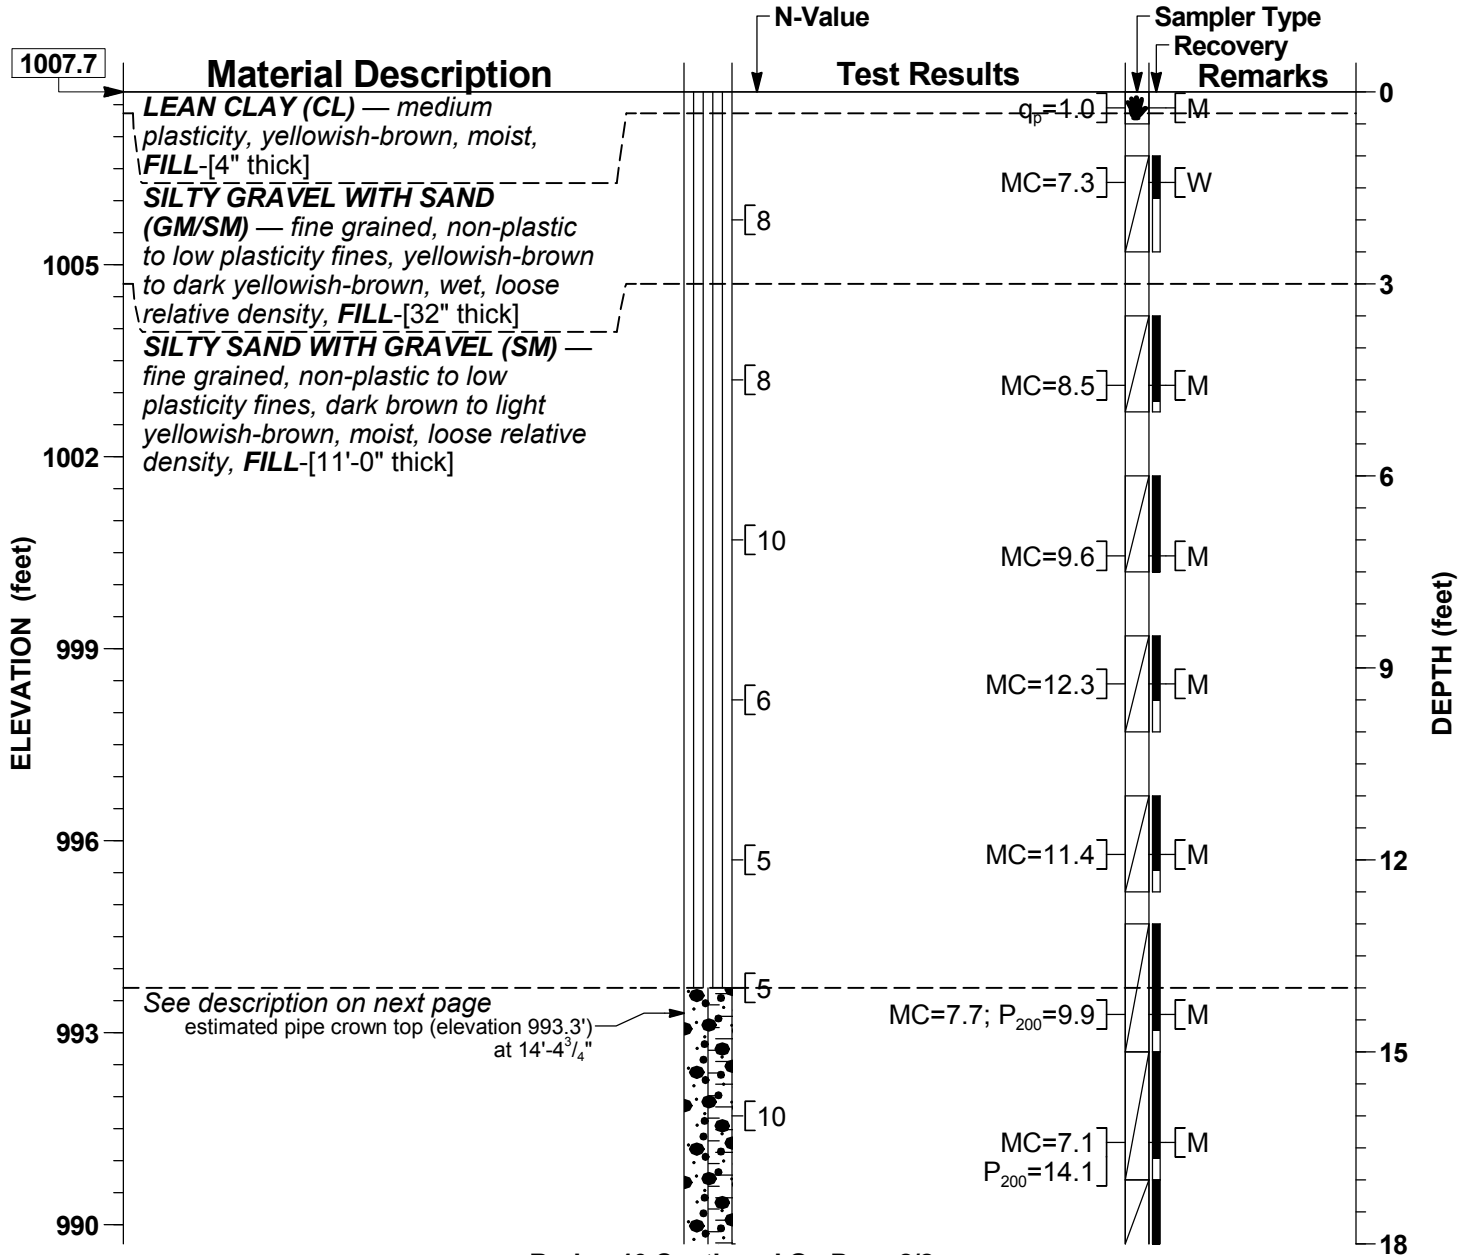 N-Value
Sampler Type
Recovery
1007.7
Material Description
Test Results
Remarks
0
LEAN CLAY (CL) — medium
plasticity, yellowish-brown, moist,
FILL-[4" thick]
qp=1.0
M
SILTY GRAVEL WITH SAND
(GM/SM) — fine grained, non-plastic
to low plasticity fines, yellowish-brown
to dark yellowish-brown, wet, loose
relative density, FILL-[32" thick]
MC=7.3
W
8
1005
3
SILTY SAND WITH GRAVEL (SM) —
fine grained, non-plastic to low
plasticity fines, dark brown to light
yellowish-brown, moist, loose relative
density, FILL-[11'-0" thick]
8
MC=8.5
M
1002
6
10
MC=9.6
M
ELEVATION (feet)
DEPTH (feet)
999
9
6
MC=12.3
M
996
12
5
MC=11.4
M
5
See description on next page
estimated pipe crown top (elevation 993.3')
at 14'-4 3/4"
MC=7.7; P200=9.9
M
993
15
10
MC=7.1
P200=14.1
M
990
18